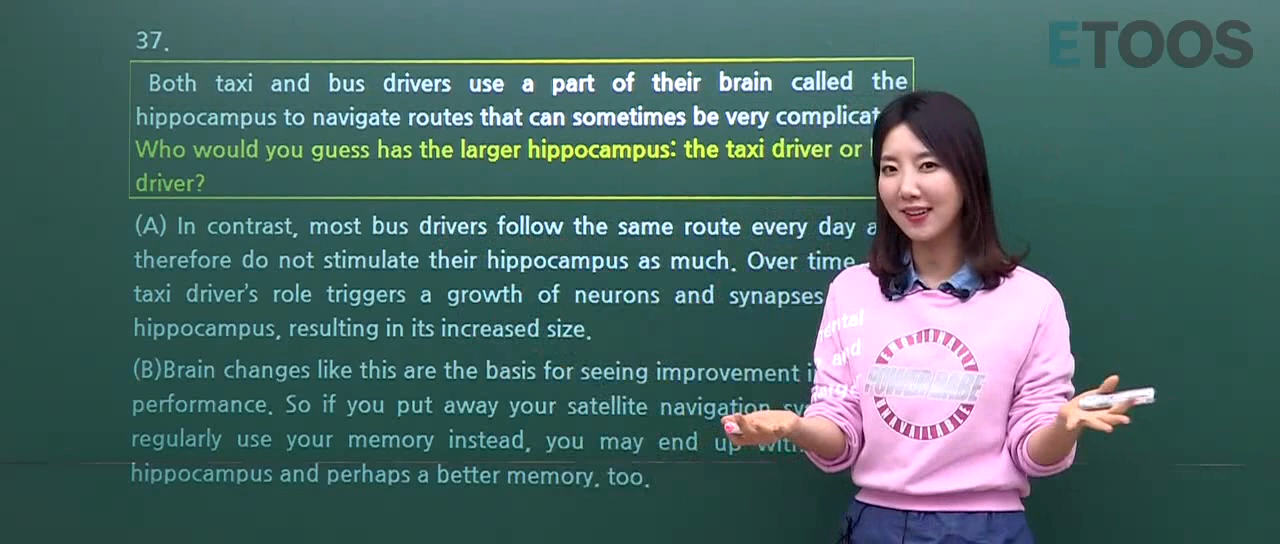 ETOOS
37.
Both taxi and bus drivers use a part of their brain called the
hippocampus to navigate routes that can sometimes be very complicat
Who would you guess has the larger hippocampus: the taxi driver or
driver?
(A) In contrast, most bus drivers follow the same route every day a
therefore do not stimulate their hippocampus as much. Over time
taxi driver's role triggers a growth of neurons and synapses
hippocampus, resulting in its increased size.
(B)Brain changes like this are the basis for seeing improvement i
performance. So if you put away your satellite navigation sy
regularly use your memory instead, you may end up with
hippocampus and perhaps a better memory, too.
ental
and
large
POWER BABE